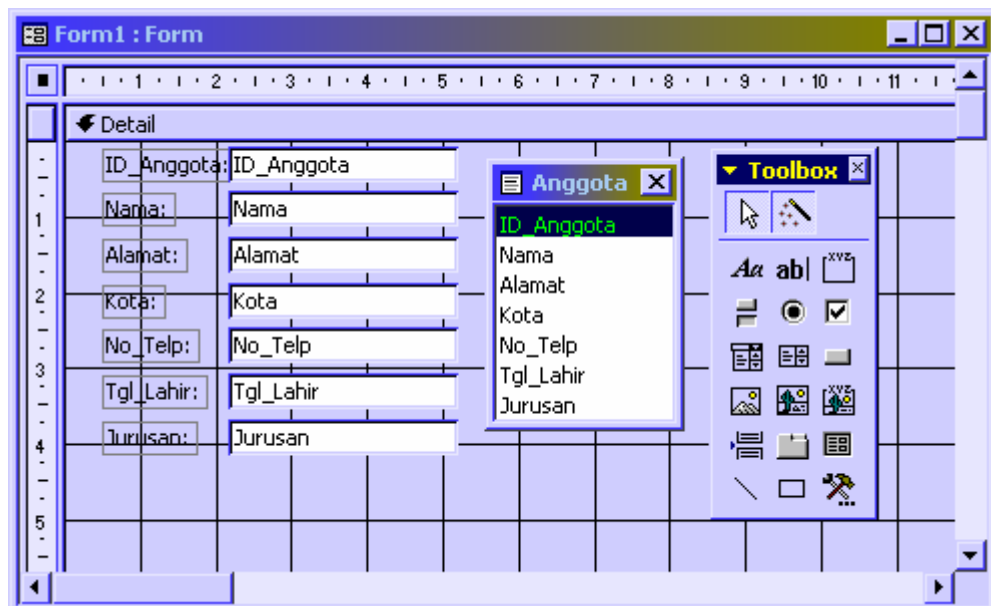 Form1 : Form
1 2 3 4 5 6 7 8 9 10 11
Detail
ID_Anggota: ID_Anggota
Nama: Nama
Alamat: Alamat
Kota: Kota
No_Telp: No_Telp
Tgl_Lahir: Tgl_Lahir
Jurusan: Jurusan
1
2
3
4
5
Anggota
ID_Anggota
Nama
Alamat
Kota
No_Telp
Tgl_Lahir
Jurusan
Toolbox
Aa ab| XYZ
XYZ